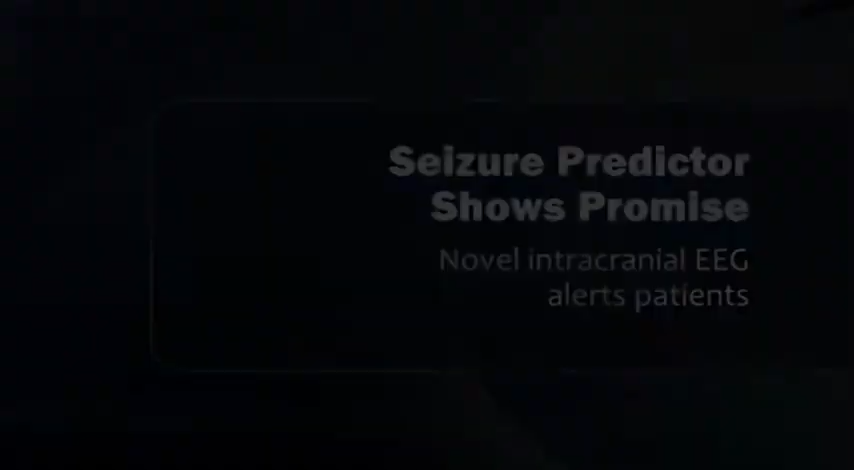 Seizure Predictor
Shows Promise
Novel intracranial EEG
alerts patients